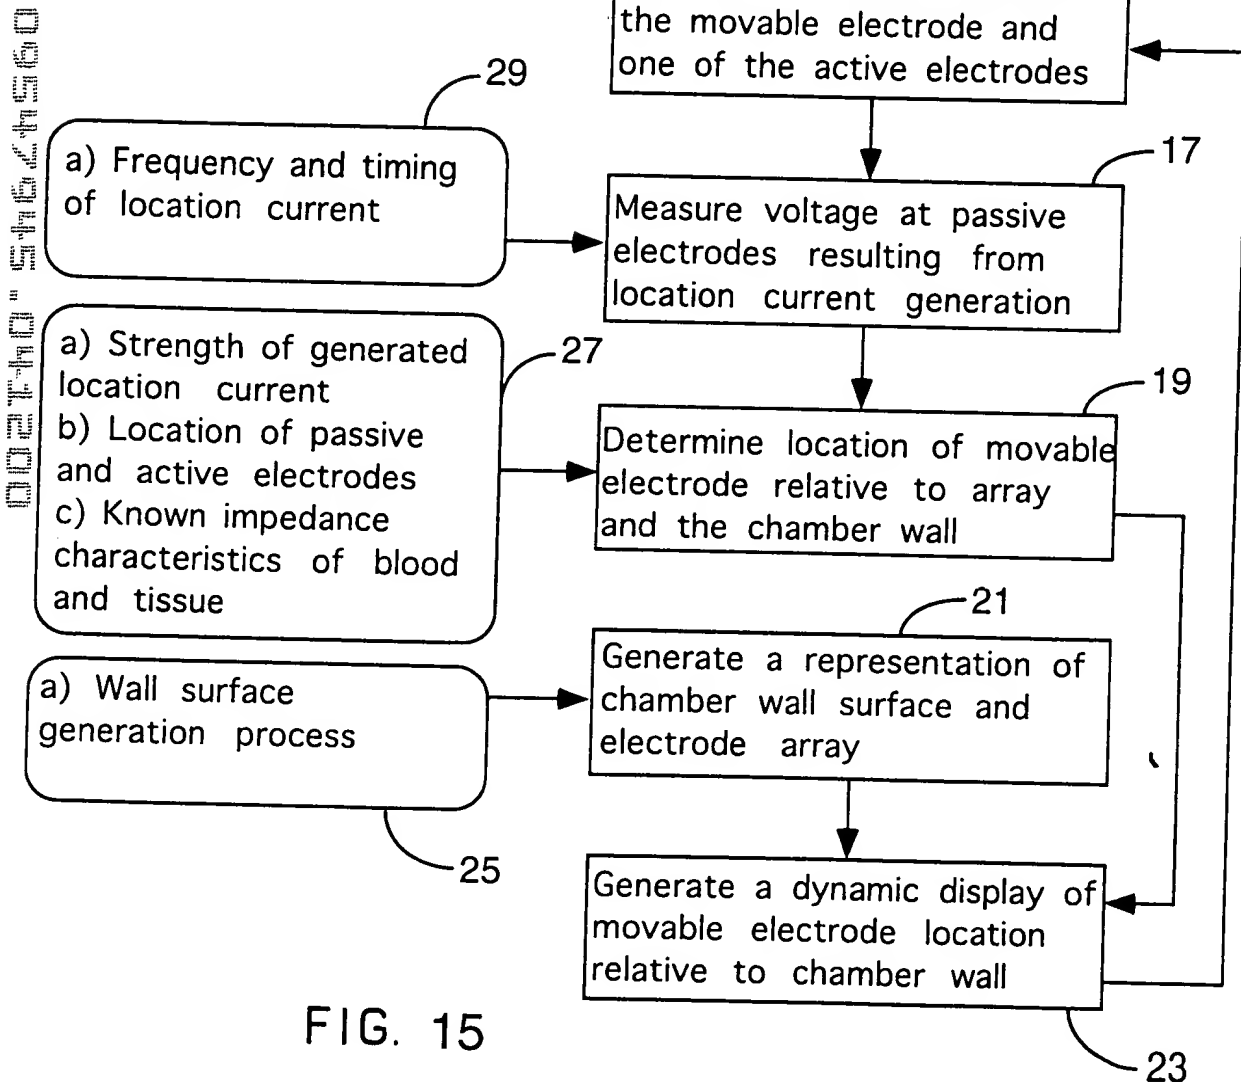 09547945.041200
the movable electrode and
one of the active electrodes
29
a) Frequency and timing
of location current
17
Measure voltage at passive
electrodes resulting from
location current generation
a) Strength of generated
location current
b) Location of passive
and active electrodes
c) Known impedance
characteristics of blood
and tissue
27
19
Determine location of movable
electrode relative to array
and the chamber wall
21
a) Wall surface
generation process
Generate a representation of
chamber wall surface and
electrode array
25
Generate a dynamic display of
movable electrode location
relative to chamber wall
23
FIG. 15